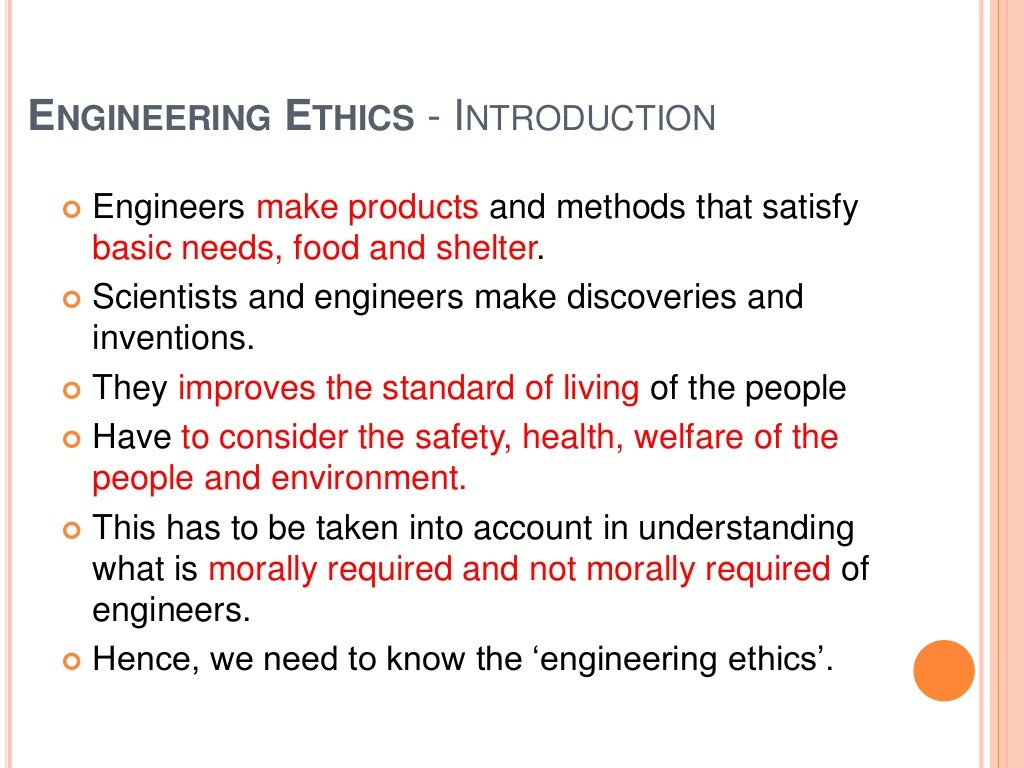 ENGINEERING ETHICS - INTRODUCTION
Engineers make products and methods that satisfy
basic needs, food and shelter.
Scientists and engineers make discoveries and
inventions.
They improves the standard of living of the people
Have to consider the safety, health, welfare of the
people and environment.
This has to be taken into account in understanding
what is morally required and not morally required of
engineers.
Hence, we need to know the ‘engineering ethics’.